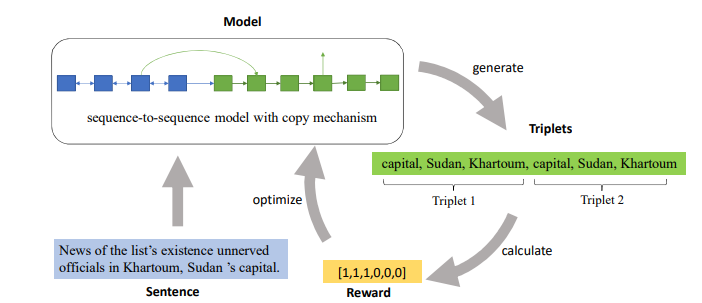 Model
sequence-to-sequence model with copy mechanism
generate
Triplets
capital, Sudan, Khartoum, capital, Sudan, Khartoum
Triplet 1
Triplet 2
optimize
calculate
News of the list's existence unnerved
officials in Khartoum, Sudan 's capital.
Sentence
[1,1,1,0,0,0]
Reward